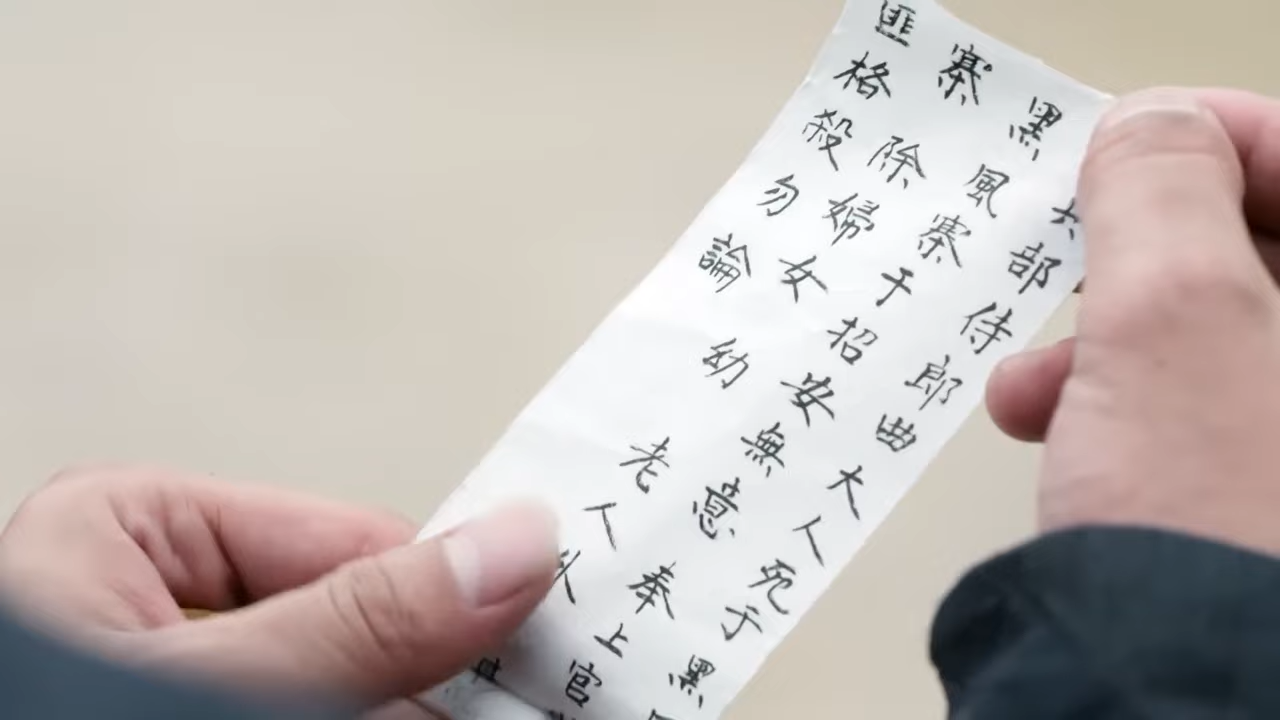 部侍郎曲大人死于黑
黑風寨于招安無意奉上官
寨除婦女幼老人
匪格殺勿論